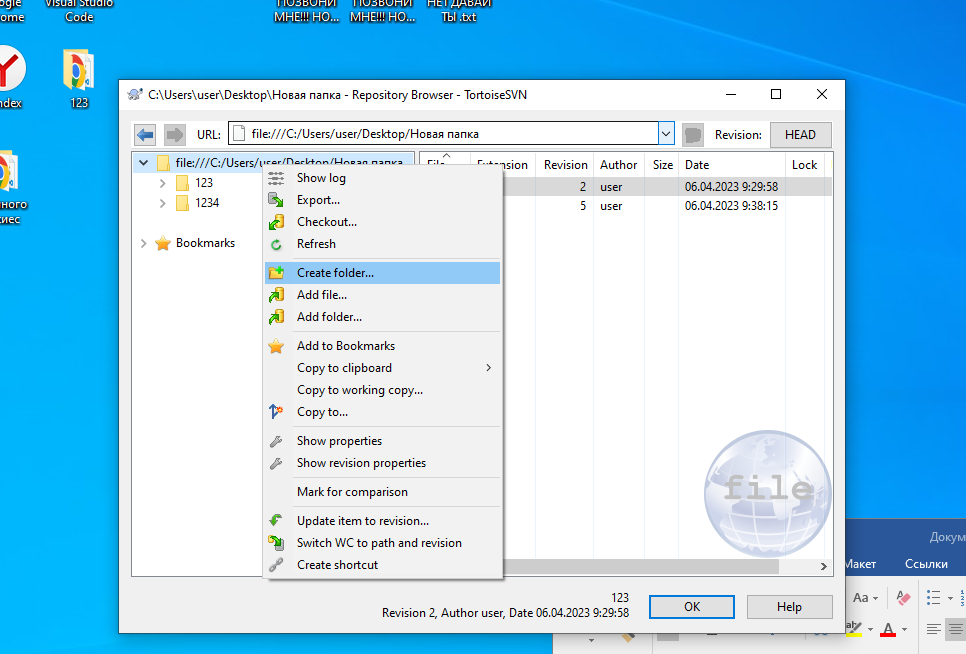 Visual Studio
Code
ПОЗВОНИ
МНЕ!!! НО...
ПОЗВОНИ
МНЕ!!! НО...
НЕ ДАВАЙ
ТЫ .txt
123
C:\Users\user\Desktop\Новая папка - Repository Browser - TortoiseSVN
URL:
file:///C:/Users/user/Desktop/Новая папка
Revision:
HEAD
file:///C:/Users/user/Desktop/Новая папка
123
1234
Bookmarks
File
Extension
Revision
Author
Size
Date
Lock
2 user 06.04.2023 9:29:58
5 user 06.04.2023 9:38:15
Show log
Export...
Checkout...
Refresh
Create folder...
Add file...
Add folder...
Add to Bookmarks
Copy to clipboard
Copy to working copy...
Copy to...
Show properties
Show revision properties
Mark for comparison
Update item to revision...
Switch WC to path and revision
Create shortcut
file
123
Revision 2, Author user, Date 06.04.2023 9:29:58
OK
Help
Докум
Макет
Ссылки
Aa
A